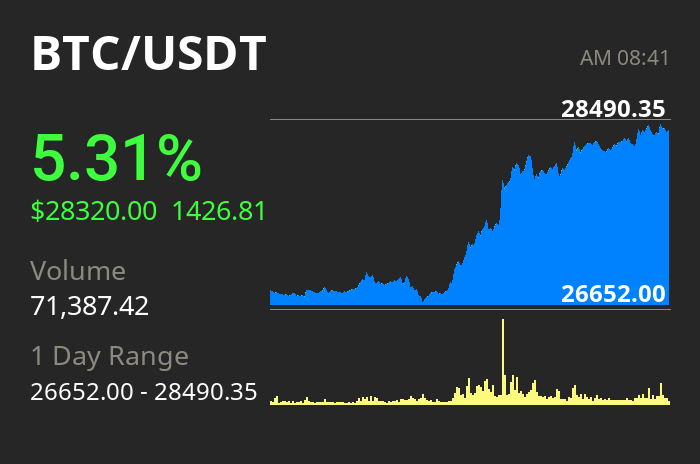 BTC/USDT
AM 08:41
28490.35
5.31%
$28320.00 1426.81
Volume
71,387.42
26652.00
1 Day Range
26652.00 - 28490.35